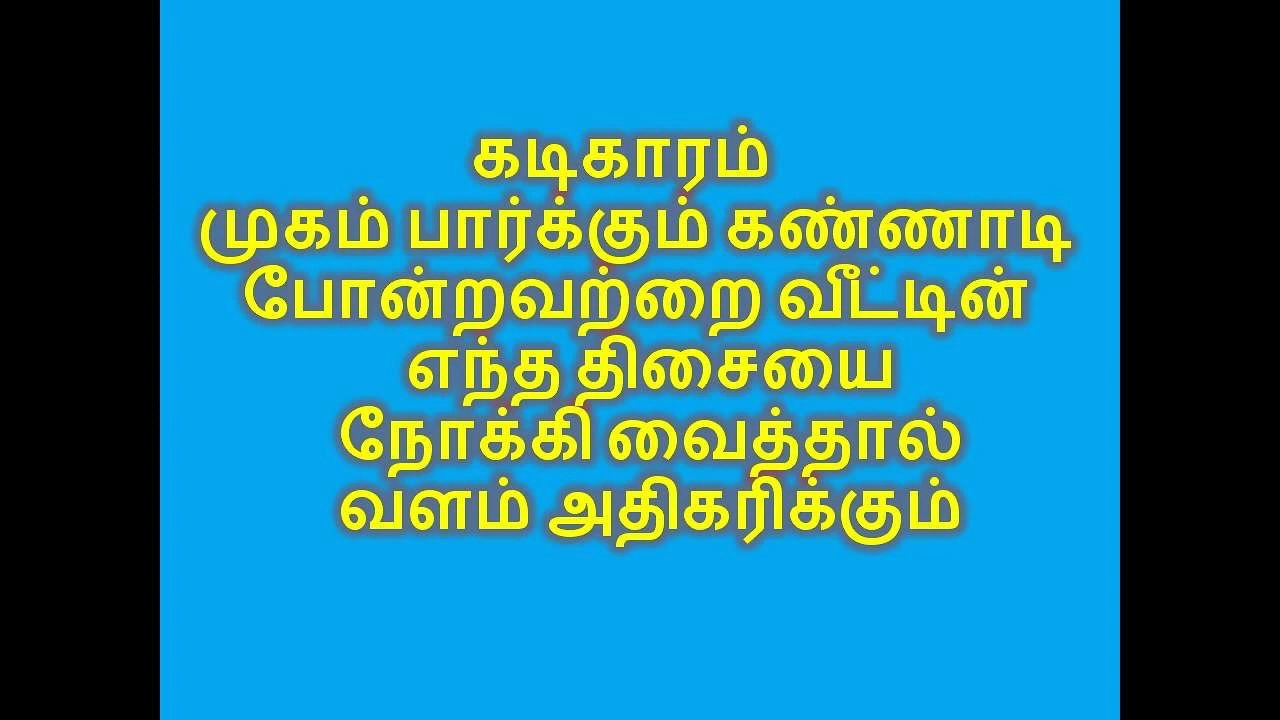 கடிகாரம்
முகம் பார்க்கும் கண்ணாடி
போன்றவற்றை வீட்டின்
எந்த திசையை
நோக்கி வைத்தால்
வளம் அதிகரிக்கும்